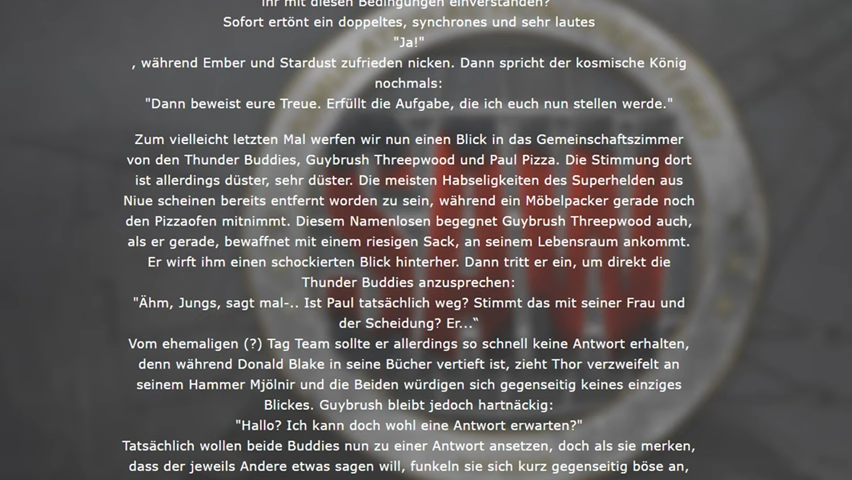 ihr mit diesen Bedingungen einverstanden?
Sofort ertönt ein doppeltes, synchrones und sehr lautes
"Ja!"
, während Ember und Stardust zufrieden nicken. Dann spricht der kosmische König
nochmals:
"Dann beweist eure Treue. Erfüllt die Aufgabe, die ich euch nun stellen werde."
Zum vielleicht letzten Mal werfen wir nun einen Blick in das Gemeinschaftszimmer
von den Thunder Buddies, Guybrush Threepwood und Paul Pizza. Die Stimmung dort
ist allerdings düster, sehr düster. Die meisten Habseligkeiten des Superhelden aus
Niue scheinen bereits entfernt worden zu sein, während ein Möbelpacker gerade noch
den Pizzaofen mitnimmt. Diesem Namenlosen begegnet Guybrush Threepwood auch,
als er gerade, bewaffnet mit einem riesigen Sack, an seinem Lebensraum ankommt.
Er wirft ihm einen schockierten Blick hinterher. Dann tritt er ein, um direkt die
Thunder Buddies anzusprechen:
"Ähm, Jungs, sagt mal-.. Ist Paul tatsächlich weg? Stimmt das mit seiner Frau und
der Scheidung? Er...“
Vom ehemaligen (?) Tag Team sollte er allerdings so schnell keine Antwort erhalten,
denn während Donald Blake in seine Bücher vertieft ist, zieht Thor verzweifelt an
seinem Hammer Mjölnir und die Beiden würdigen sich gegenseitig keines einziges
Blickes. Guybrush bleibt jedoch hartnäckig:
"Hallo? Ich kann doch wohl eine Antwort erwarten?"
Tatsächlich wollen beide Buddies nun zu einer Antwort ansetzen, doch als sie merken,
dass der jeweils Andere etwas sagen will, funkeln sie sich kurz gegenseitig böse an,